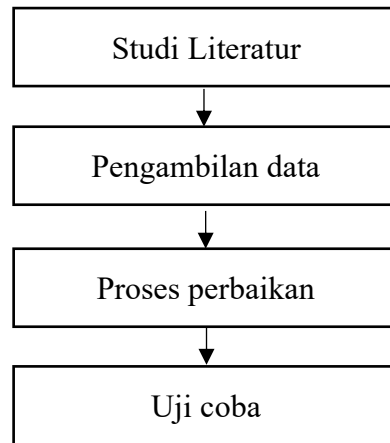 Studi Literatur
Pengambilan data
Proses perbaikan
Uji coba